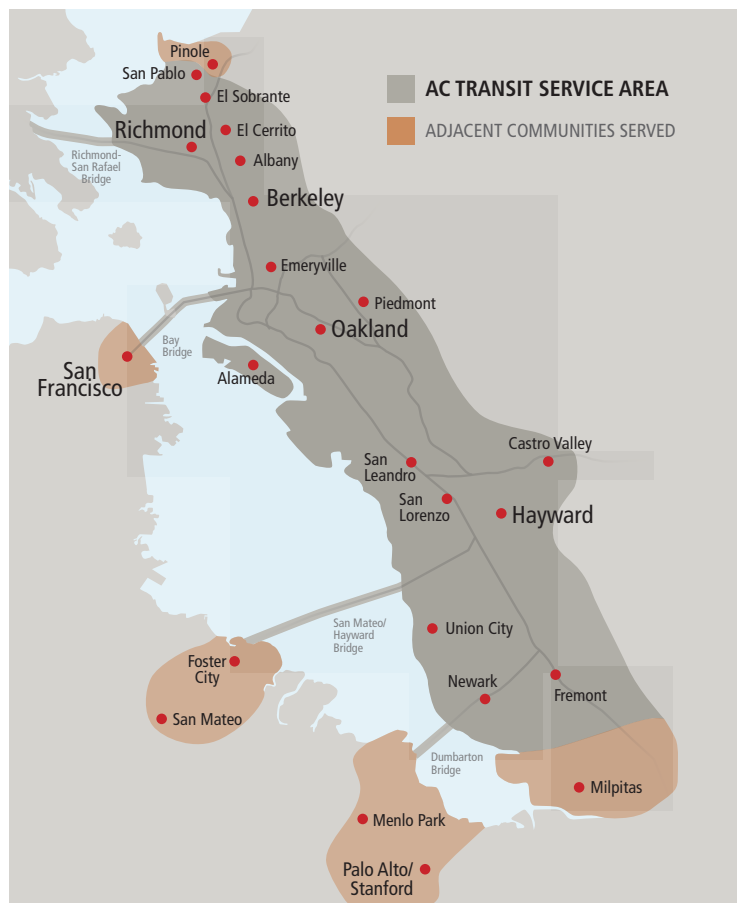 Pinole
San Pablo
El Sobrante
AC TRANSIT SERVICE AREA
ADJACENT COMMUNITIES SERVED
Richmond
El Cerrito
Richmond-
San Rafael
Bridge
Albany
Berkeley
Emeryville
Piedmont
Oakland
Bay
Bridge
San
Francisco
Alameda
Castro Valley
San
Leandro
San
Lorenzo
Hayward
San Mateo/
Hayward
Bridge
Union City
Foster
City
Newark
Fremont
San Mateo
Dumbarton
Bridge
Milpitas
Menlo Park
Palo Alto/
Stanford